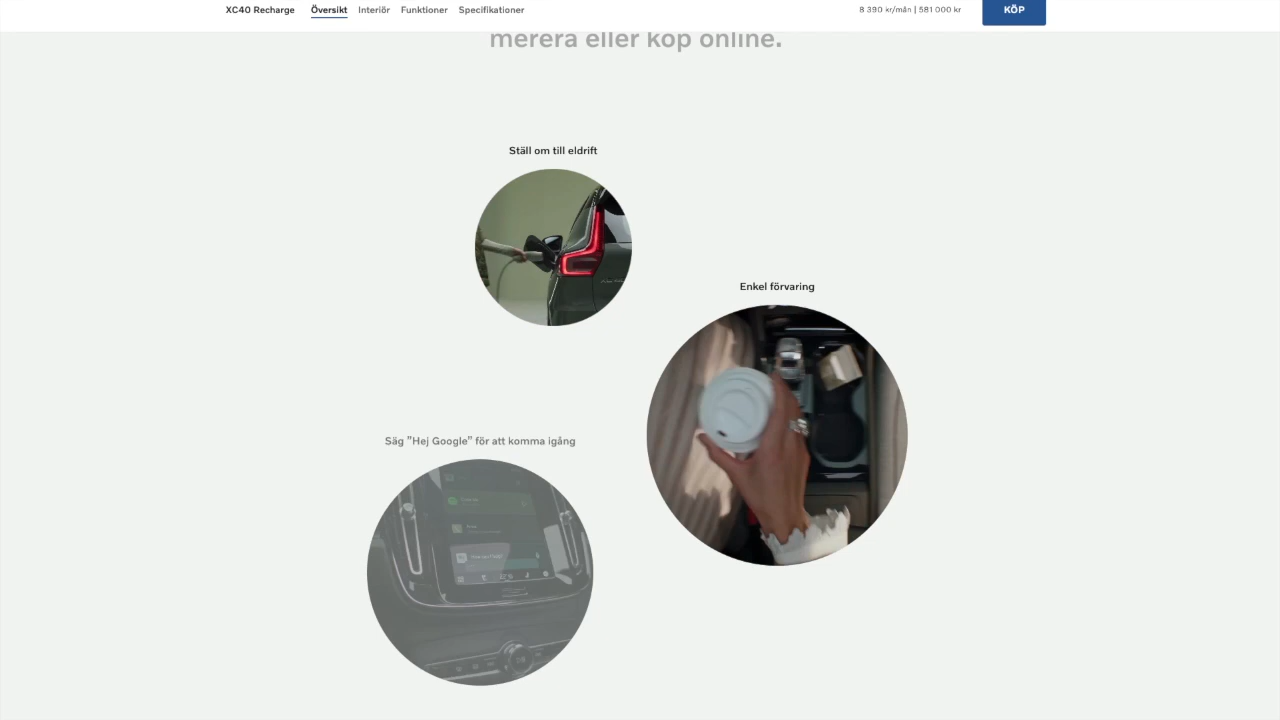 XC40 Recharge Översikt Interiör Funktioner Specifikationer 8 390 kr/mån | 581 000 kr KÖP
merera eller köp online.
Ställ om till eldrift
Enkel förvaring
Säg ”Hej Google” för att komma igång